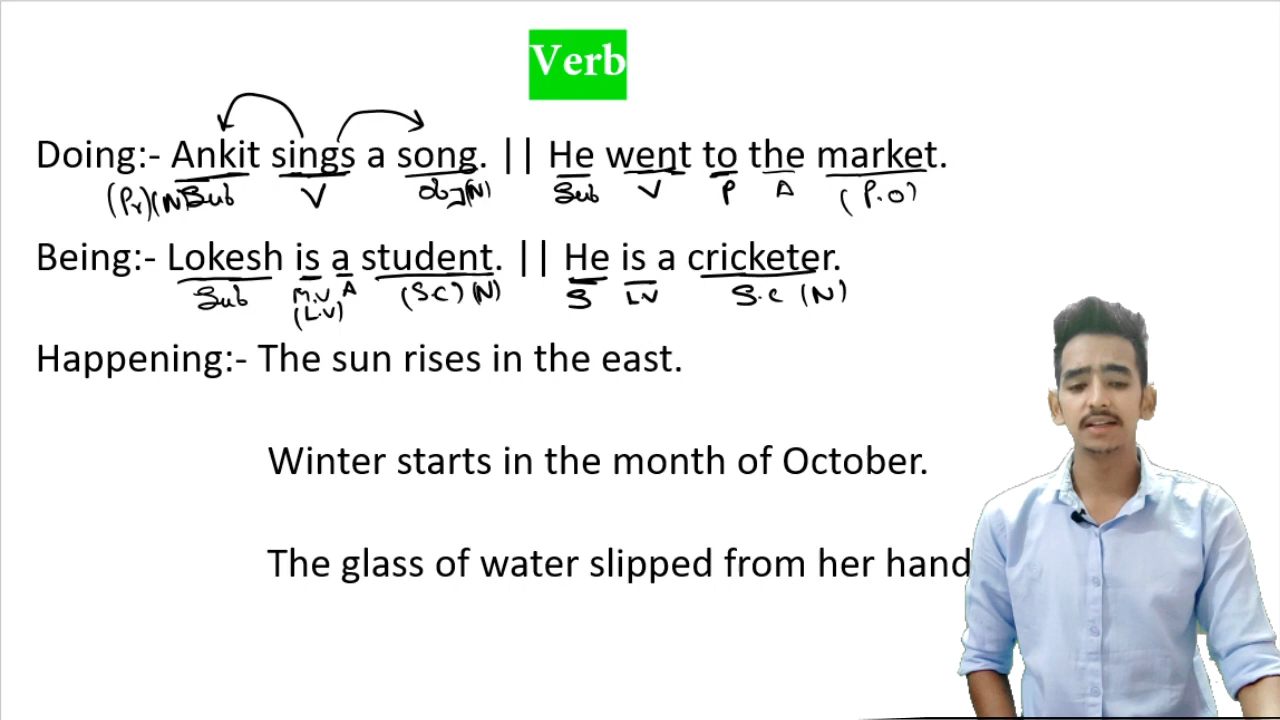 Verb
Doing:- Ankit sings a song. || He went to the market.
(Pr)(N) Sub V obj(N) Sub V P A (P.O)
Being:- Lokesh is a student. || He is a cricketer.
Sub M.V A (S.C) (N) S L.V S.C (N)
(L.V)
Happening:- The sun rises in the east.
Winter starts in the month of October.
The glass of water slipped from her hand